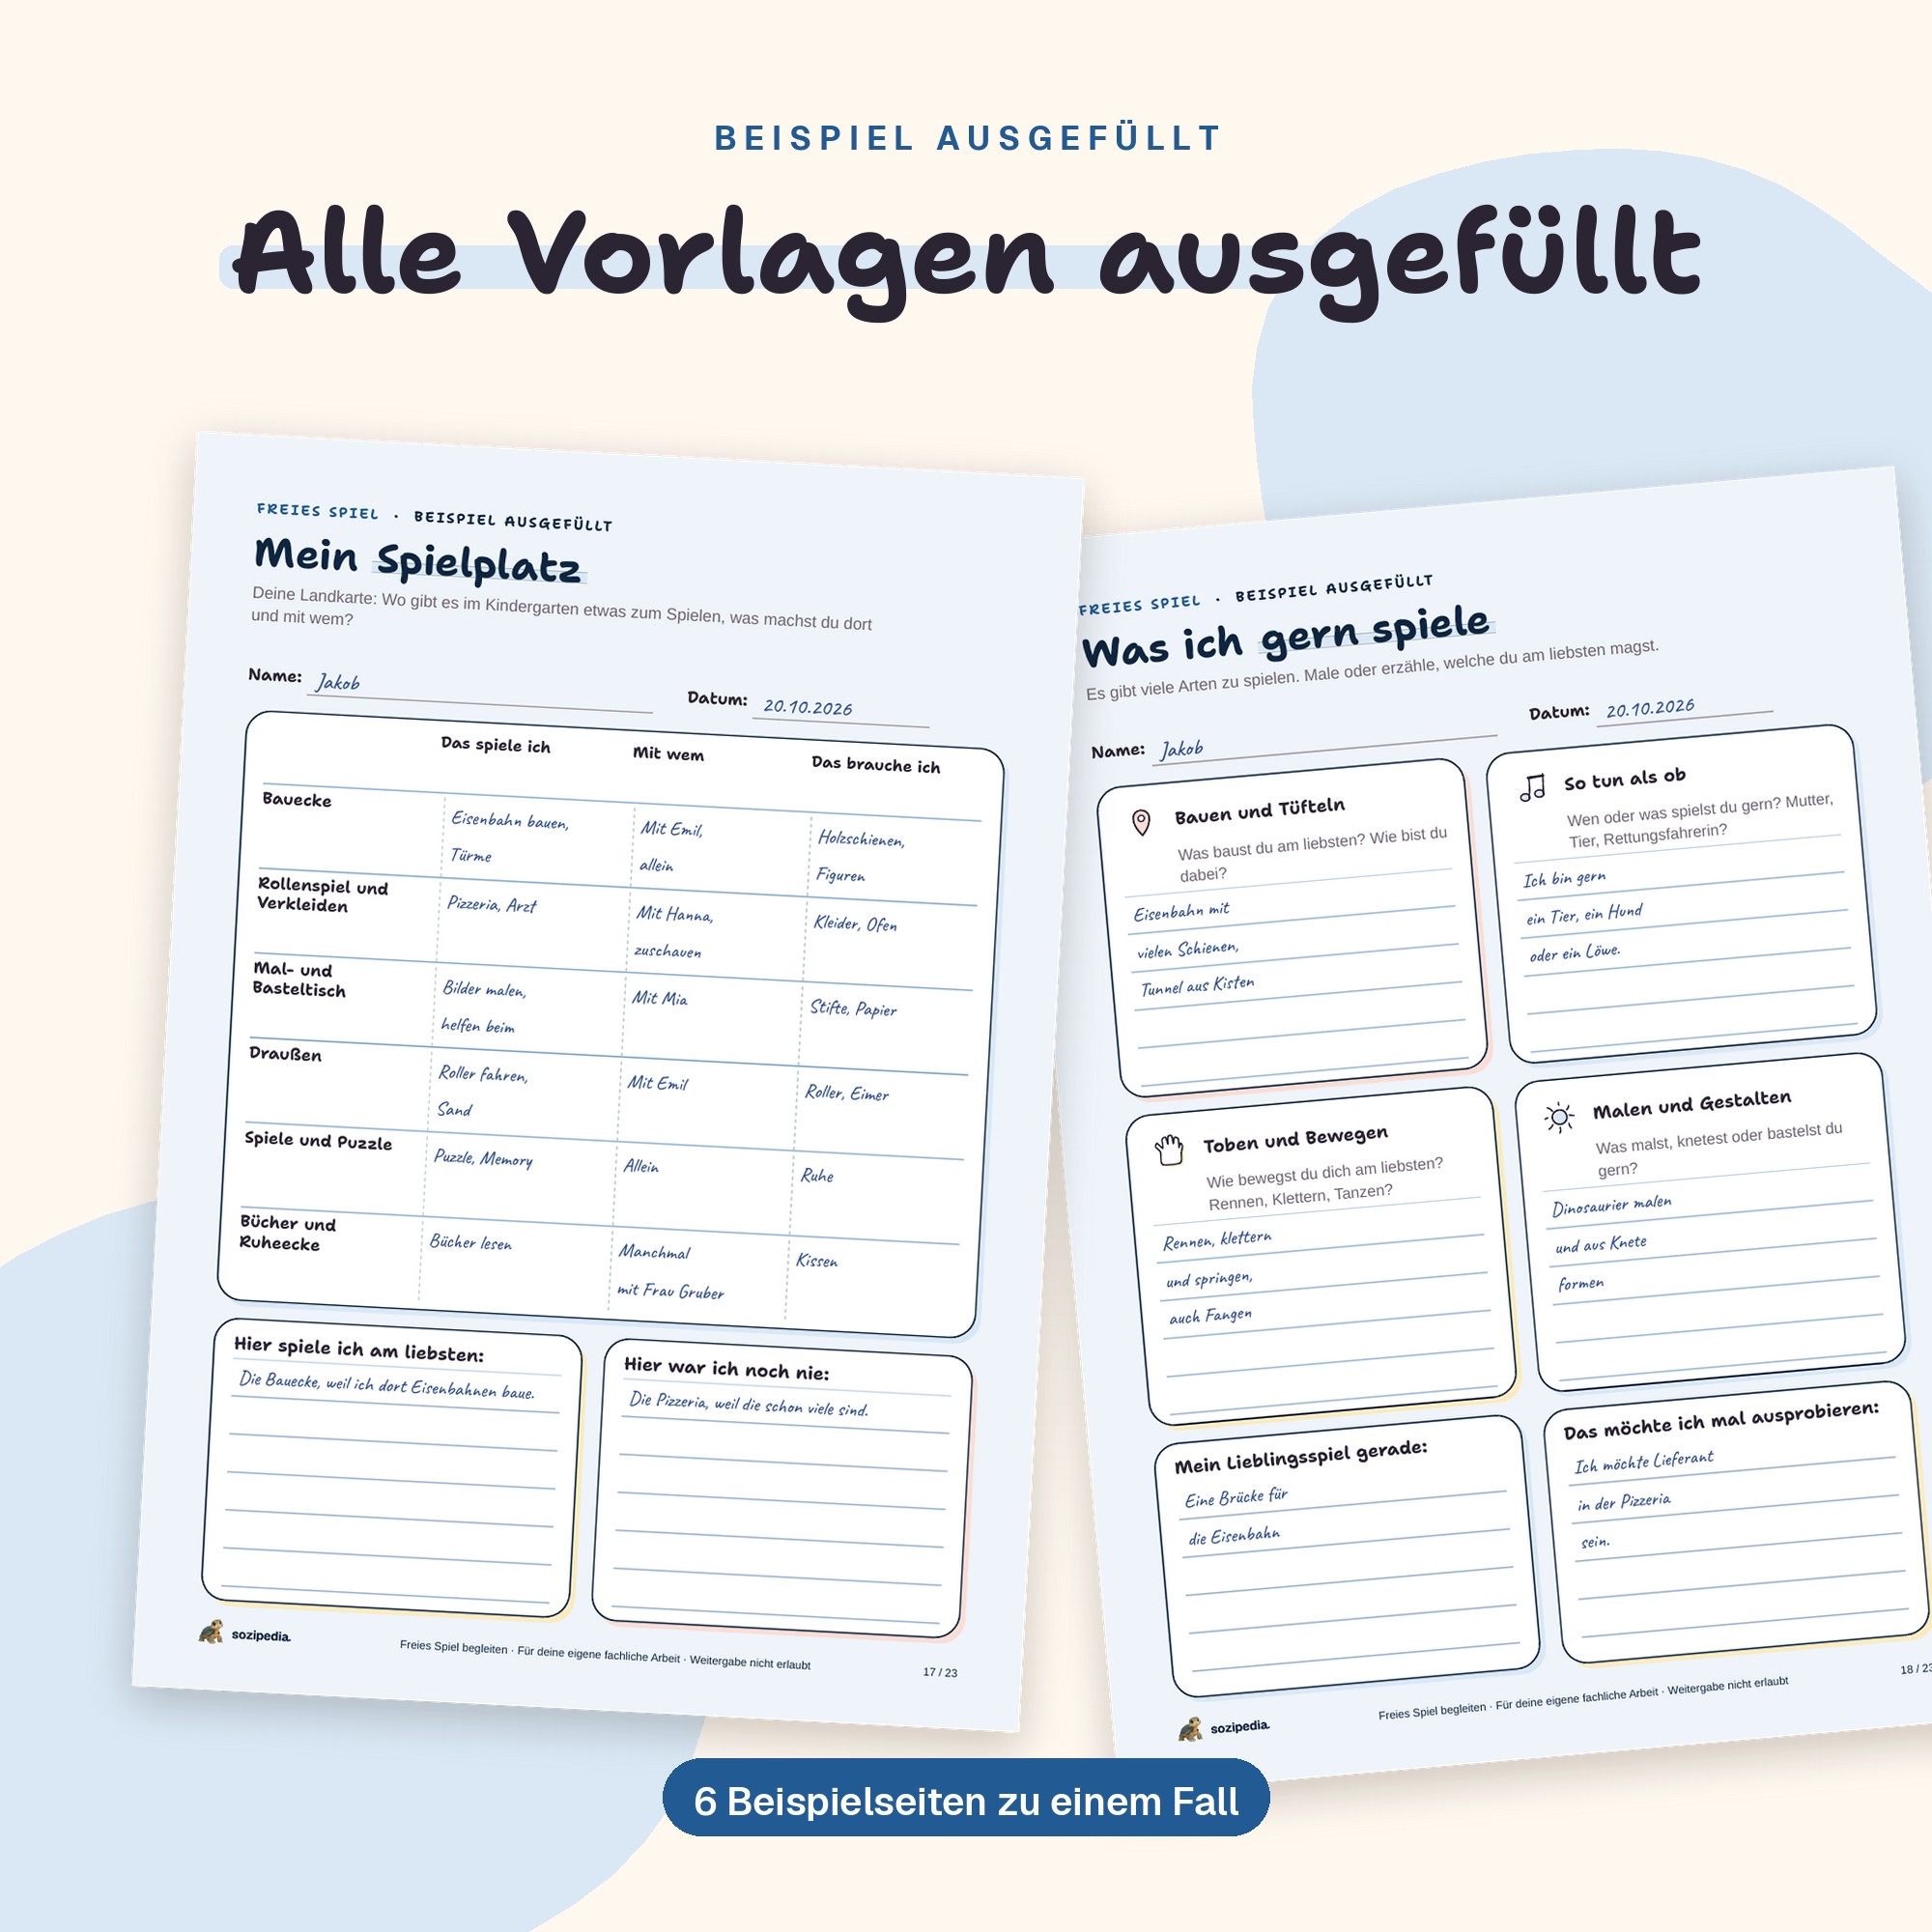 BEISPIEL AUSGEFÜLLT
Alle Vorlagen ausgefüllt
FREIES SPIEL · BEISPIEL AUSGEFÜLLT
Mein Spielplatz
Deine Landkarte: Wo gibt es im Kindergarten etwas zum Spielen, was machst du dort
und mit wem?
Name: Jakob
Datum: 20.10.2026
Das spiele ich
Mit wem
Das brauche ich
Bauecke
Eisenbahn bauen,
Türme
Mit Emil,
allein
Holzschienen,
Figuren
Rollenspiel und
Verkleiden
Pizzeria, Arzt
Mit Hanna,
zuschauen
Kleider, Ofen
Mal- und
Basteltisch
Bilder malen,
helfen beim
Mit Mia
Stifte, Papier
Draußen
Roller fahren,
Sand
Mit Emil
Roller, Eimer
Spiele und Puzzle
Puzzle, Memory
Allein
Ruhe
Bücher und
Ruheecke
Bücher lesen
Manchmal
mit Frau Gruber
Kissen
Hier spiele ich am liebsten:
Die Bauecke, weil ich dort Eisenbahnen baue.
Hier war ich noch nie:
Die Pizzeria, weil die schon viele sind.
sozipedia.
Freies Spiel begleiten · Für deine eigene fachliche Arbeit · Weitergabe nicht erlaubt
17 / 23
FREIES SPIEL · BEISPIEL AUSGEFÜLLT
Was ich gern spiele
Es gibt viele Arten zu spielen. Male oder erzähle, welche du am liebsten magst.
Name: Jakob
Datum: 20.10.2026
Bauen und Tüfteln
Was baust du am liebsten? Wie bist du
dabei?
Eisenbahn mit
vielen Schienen,
Tunnel aus Kisten
So tun als ob
Wen oder was spielst du gern? Mutter,
Tier, Rettungsfahrerin?
Ich bin gern
ein Tier, ein Hund
oder ein Löwe.
Toben und Bewegen
Wie bewegst du dich am liebsten?
Rennen, Klettern, Tanzen?
Rennen, klettern
und springen,
auch Fangen
Malen und Gestalten
Was malst, knetest oder bastelst du
gern?
Dinosaurier malen
und aus Knete
formen
Mein Lieblingsspiel gerade:
Eine Brücke für
die Eisenbahn
Das möchte ich mal ausprobieren:
Ich möchte Lieferant
in der Pizzeria
sein.
sozipedia.
Freies Spiel begleiten · Für deine eigene fachliche Arbeit · Weitergabe nicht erlaubt
18 / 23
6 Beispielseiten zu einem Fall